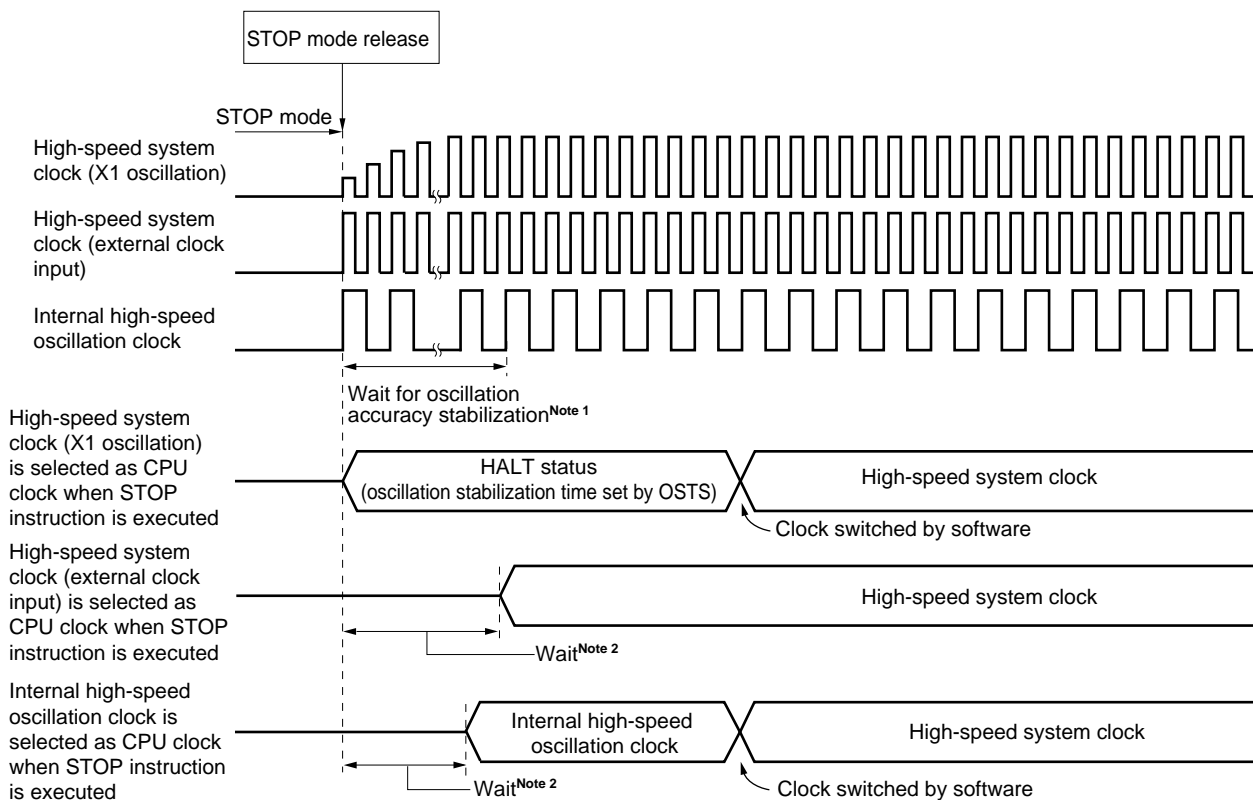 STOP mode release
STOP mode
High-speed system
clock (X1 oscillation)
High-speed system
clock (external clock
input)
Internal high-speed
oscillation clock
Wait for oscillation
accuracy stabilizationNote 1
High-speed system
clock (X1 oscillation)
is selected as CPU
clock when STOP
instruction is executed
HALT status
(oscillation stabilization time set by OSTS)
High-speed system clock
Clock switched by software
High-speed system
clock (external clock
input) is selected as
CPU clock when STOP
instruction is executed
High-speed system clock
WaitNote 2
Internal high-speed
oscillation clock is
selected as CPU clock
when STOP instruction
is executed
Internal high-speed
oscillation clock
High-speed system clock
WaitNote 2
Clock switched by software